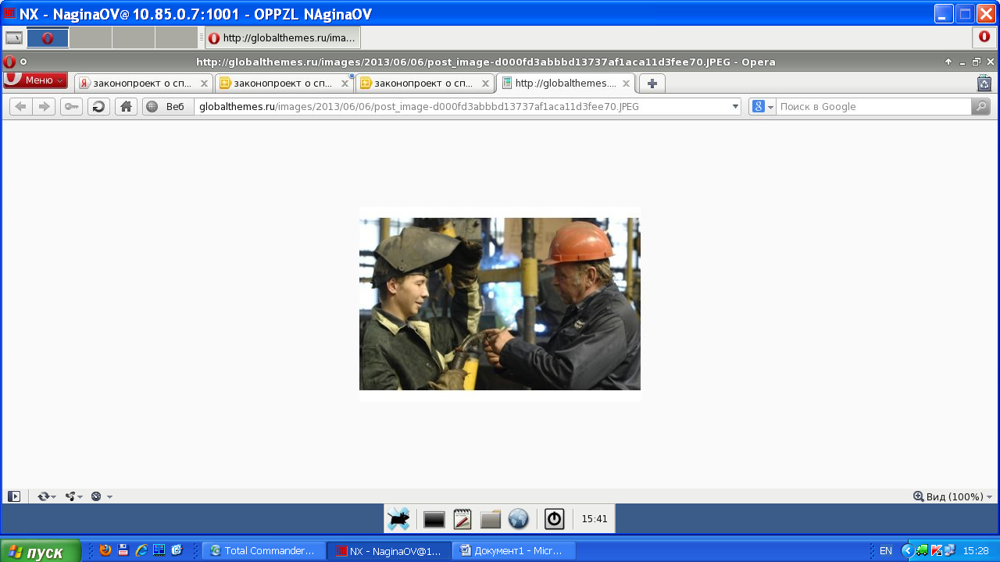 NX - NaginaOV@10.85.0.7:1001 - OPPZL NAginaOV
http://globalthemes.ru/ima...
http://globalthemes.ru/images/2013/06/06/post_image-d000fd3abbbd13737af1aca11d3fee70.JPEG - Opera
Меню
законопроект о сп...
законопроект о сп...
законопроект о сп...
http://globalthemes....
Веб
globalthemes.ru/images/2013/06/06/post_image-d000fd3abbbd13737af1aca11d3fee70.JPEG
Поиск в Google
Вид (100%)
15:41
пуск
Total Commander...
NX - NaginaOV@1...
Документ1 - Micr...
EN
15:28